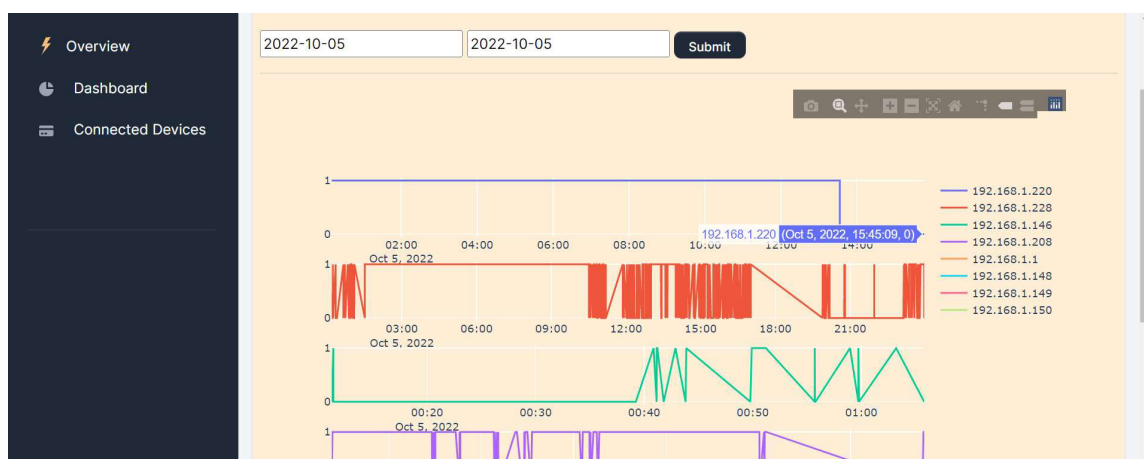 Overview
Dashboard
Connected Devices
2022-10-05 2022-10-05 Submit
1
0
02:00 04:00 06:00 08:00 10:00 12:00 14:00
Oct 5, 2022
192.168.1.220 (Oct 5, 2022, 15:45:09, 0)
192.168.1.220
192.168.1.228
192.168.1.146
192.168.1.208
192.168.1.1
192.168.1.148
192.168.1.149
192.168.1.150
1
0
03:00 06:00 09:00 12:00 15:00 18:00 21:00
Oct 5, 2022
1
0
00:20 00:30 00:40 00:50 01:00
Oct 5, 2022
1